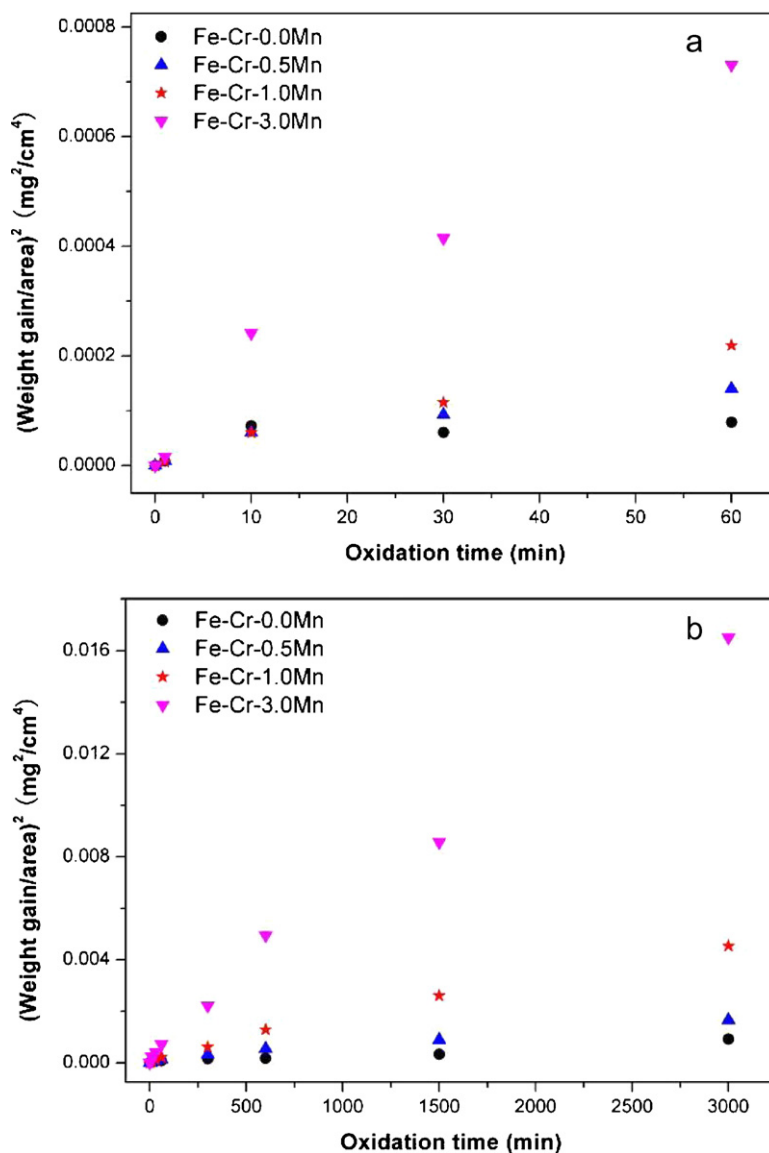 a
Fe-Cr-0.0Mn
Fe-Cr-0.5Mn
Fe-Cr-1.0Mn
Fe-Cr-3.0Mn
(Weight gain/area)² (mg²/cm⁴)
0.0008
0.0006
0.0004
0.0002
0.0000
0 10 20 30 40 50 60
Oxidation time (min)
b
Fe-Cr-0.0Mn
Fe-Cr-0.5Mn
Fe-Cr-1.0Mn
Fe-Cr-3.0Mn
(Weight gain/area)² (mg²/cm⁴)
0.016
0.012
0.008
0.004
0.000
0 500 1000 1500 2000 2500 3000
Oxidation time (min)